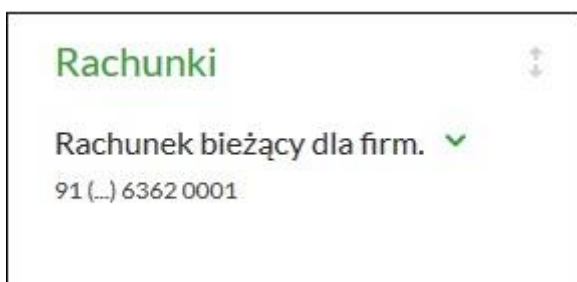 Rachunki
Rachunek bieżący dla firm.
91 (...) 6362 0001